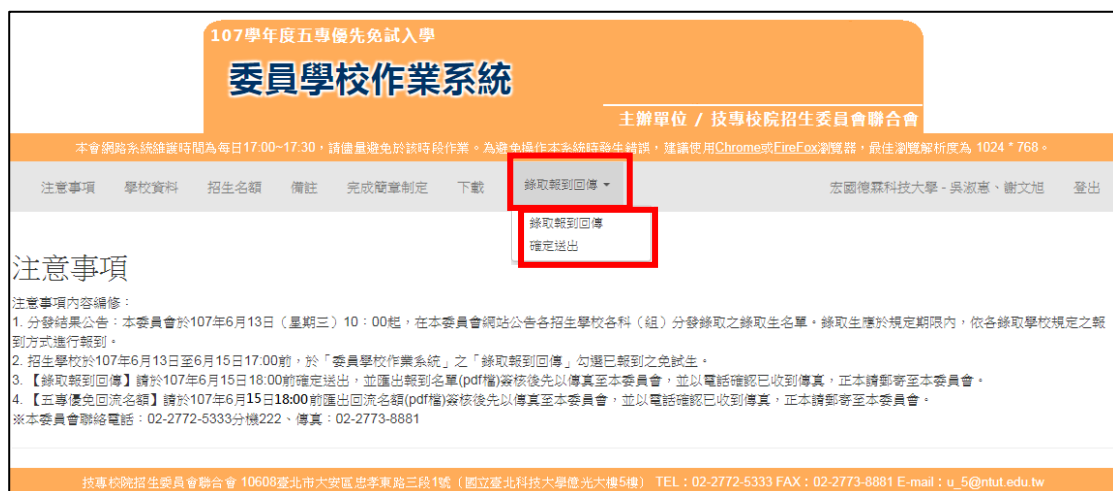 107學年度五專優先免試入學
委員學校作業系統
主辦單位 / 技專校院招生委員會聯合會
本會網路系統維護時間為每日17:00~17:30，請儘量避免於該時段作業。為避免操作本系統時發生錯誤，建議使用Chrome或FireFox瀏覽器，最佳瀏覽解析度為 1024 * 768。
注意事項 學校資料 招生名額 備註 完成簡章制定 下載 錄取報到回傳 宏國德霖科技大學 - 吳淑惠、謝文旭 登出
錄取報到回傳
確定送出
注意事項
注意事項內容編修：
1. 分發結果公告：本委員會於107年6月13日（星期三）10：00起，在本委員會網站公告各招生學校各科（組）分發錄取之錄取生名單。錄取生應於規定期限內，依各錄取學校規定之報
到方式進行報到。
2. 招生學校於107年6月13日至6月15日17:00前，於「委員學校作業系統」之「錄取報到回傳」勾選已報到之免試生。
3. 【錄取報到回傳】請於107年6月15日18:00前確定送出，並匯出報到名單(pdf檔)簽核後先以傳真至本委員會，並以電話確認已收到傳真，正本請郵寄至本委員會。
4. 【五專優免回流名額】請於107年6月15日18:00前匯出回流名額(pdf檔)簽核後先以傳真至本委員會，並以電話確認已收到傳真，正本請郵寄至本委員會。
※本委員會聯絡電話：02-2772-5333分機222、傳真：02-2773-8881
技專校院招生委員會聯合會 10608臺北市大安區忠孝東路三段1號（國立臺北科技大學億光大樓5樓） TEL：02-2772-5333 FAX：02-2773-8881 E-mail：u_5@ntut.edu.tw